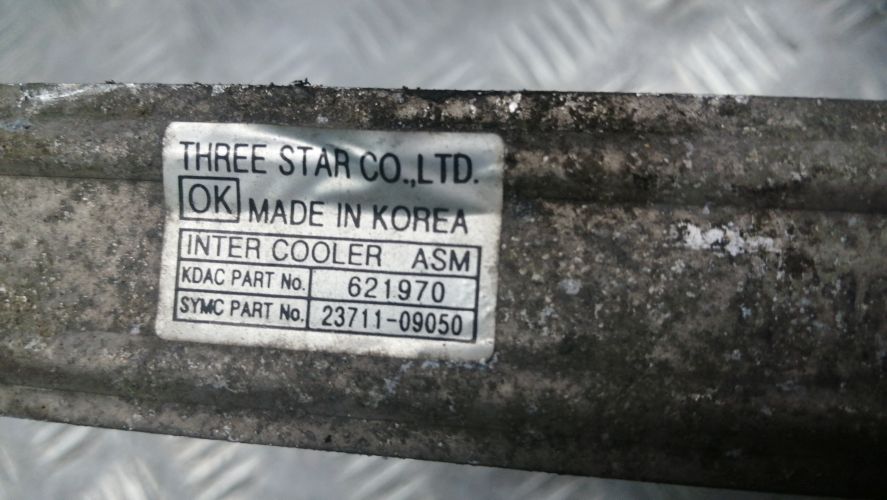 THREE STAR CO.,LTD.
OK MADE IN KOREA
INTER COOLER ASM
KDAC PART No. 621970
SYMC PART No. 23711-09050